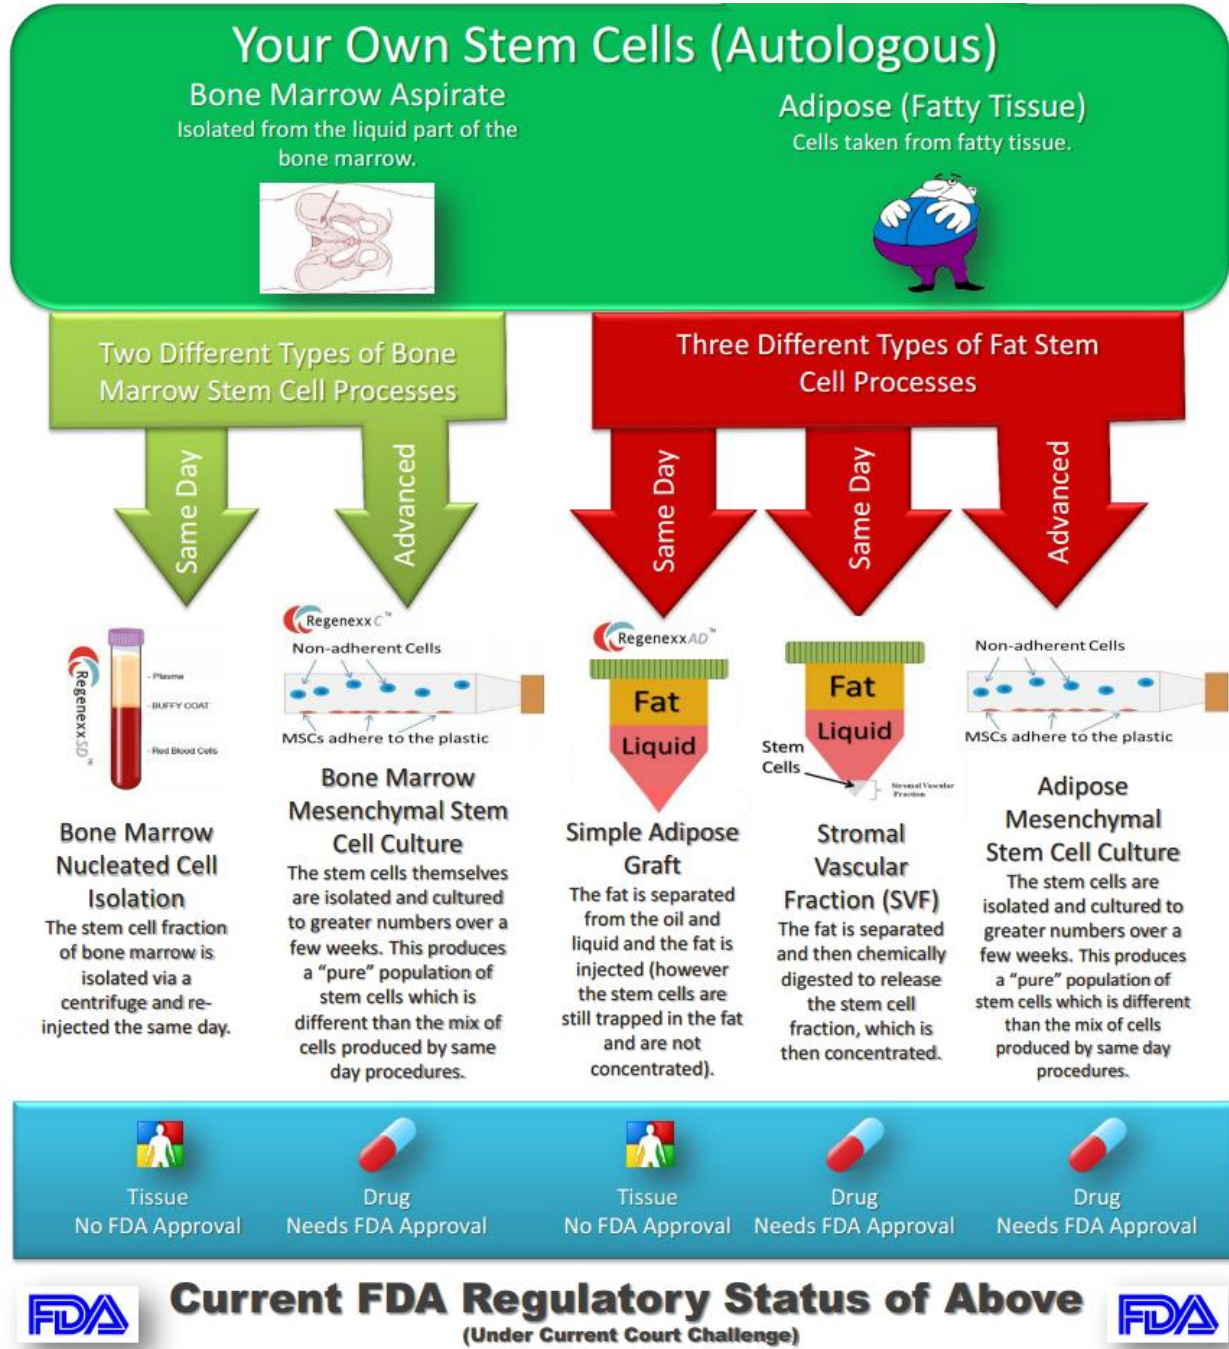 Your Own Stem Cells (Autologous)
Bone Marrow Aspirate
Isolated from the liquid part of the
bone marrow.
Adipose (Fatty Tissue)
Cells taken from fatty tissue.
Two Different Types of Bone
Marrow Stem Cell Processes
Three Different Types of Fat Stem
Cell Processes
Same Day
Advanced
Same Day
Same Day
Advanced
Regenexx SD™
- Plasma
- BUFFY COAT
- Red Blood Cells
Bone Marrow
Nucleated Cell
Isolation
The stem cell fraction
of bone marrow is
isolated via a
centrifuge and re-
injected the same day.
Regenexx C™
Non-adherent Cells
MSCs adhere to the plastic
Bone Marrow
Mesenchymal Stem
Cell Culture
The stem cells themselves
are isolated and cultured
to greater numbers over a
few weeks. This produces
a “pure” population of
stem cells which is
different than the mix of
cells produced by same
day procedures.
Regenexx AD™
Fat
Liquid
Simple Adipose
Graft
The fat is separated
from the oil and
liquid and the fat is
injected (however
the stem cells are
still trapped in the fat
and are not
concentrated).
Fat
Liquid
Stem
Cells
Stromal Vascular
Fraction
Stromal
Vascular
Fraction (SVF)
The fat is separated
and then chemically
digested to release
the stem cell
fraction, which is
then concentrated.
Non-adherent Cells
MSCs adhere to the plastic
Adipose
Mesenchymal
Stem Cell Culture
The stem cells are
isolated and cultured to
greater numbers over a
few weeks. This produces
a “pure” population of
stem cells which is different
than the mix of cells
produced by same day
procedures.
Tissue
No FDA Approval
Drug
Needs FDA Approval
Tissue
No FDA Approval
Drug
Needs FDA Approval
Drug
Needs FDA Approval
FDA
Current FDA Regulatory Status of Above
(Under Current Court Challenge)
FDA